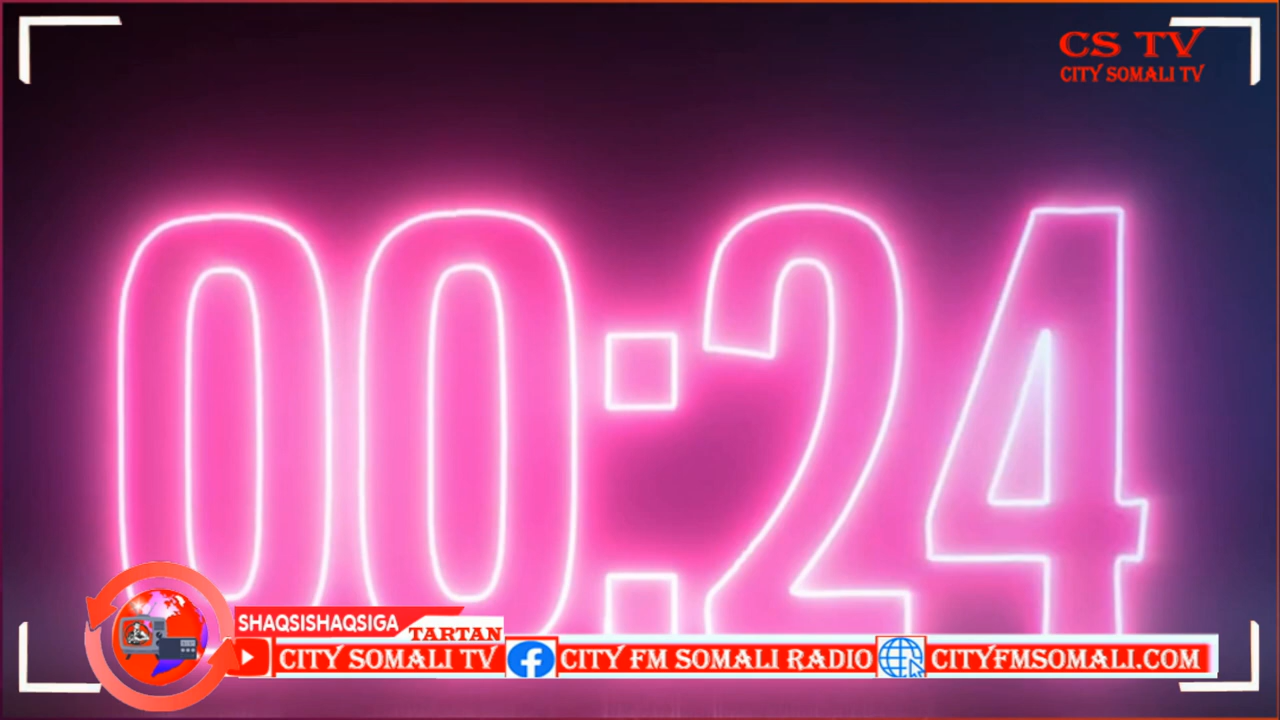 CS TV
CITY SOMALI TV
00:24
SHAQSISHAQSIGA
TARTAN
CITY SOMALI TV CITY FM SOMALI RADIO CITYFMSOMALI.COM